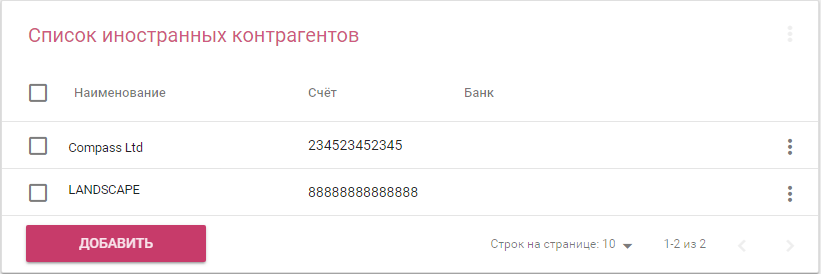 Список иностранных контрагентов
Наименование Счёт Банк
Compass Ltd 234523452345
LANDSCAPE 88888888888888
ДОБАВИТЬ Строк на странице: 10 1-2 из 2